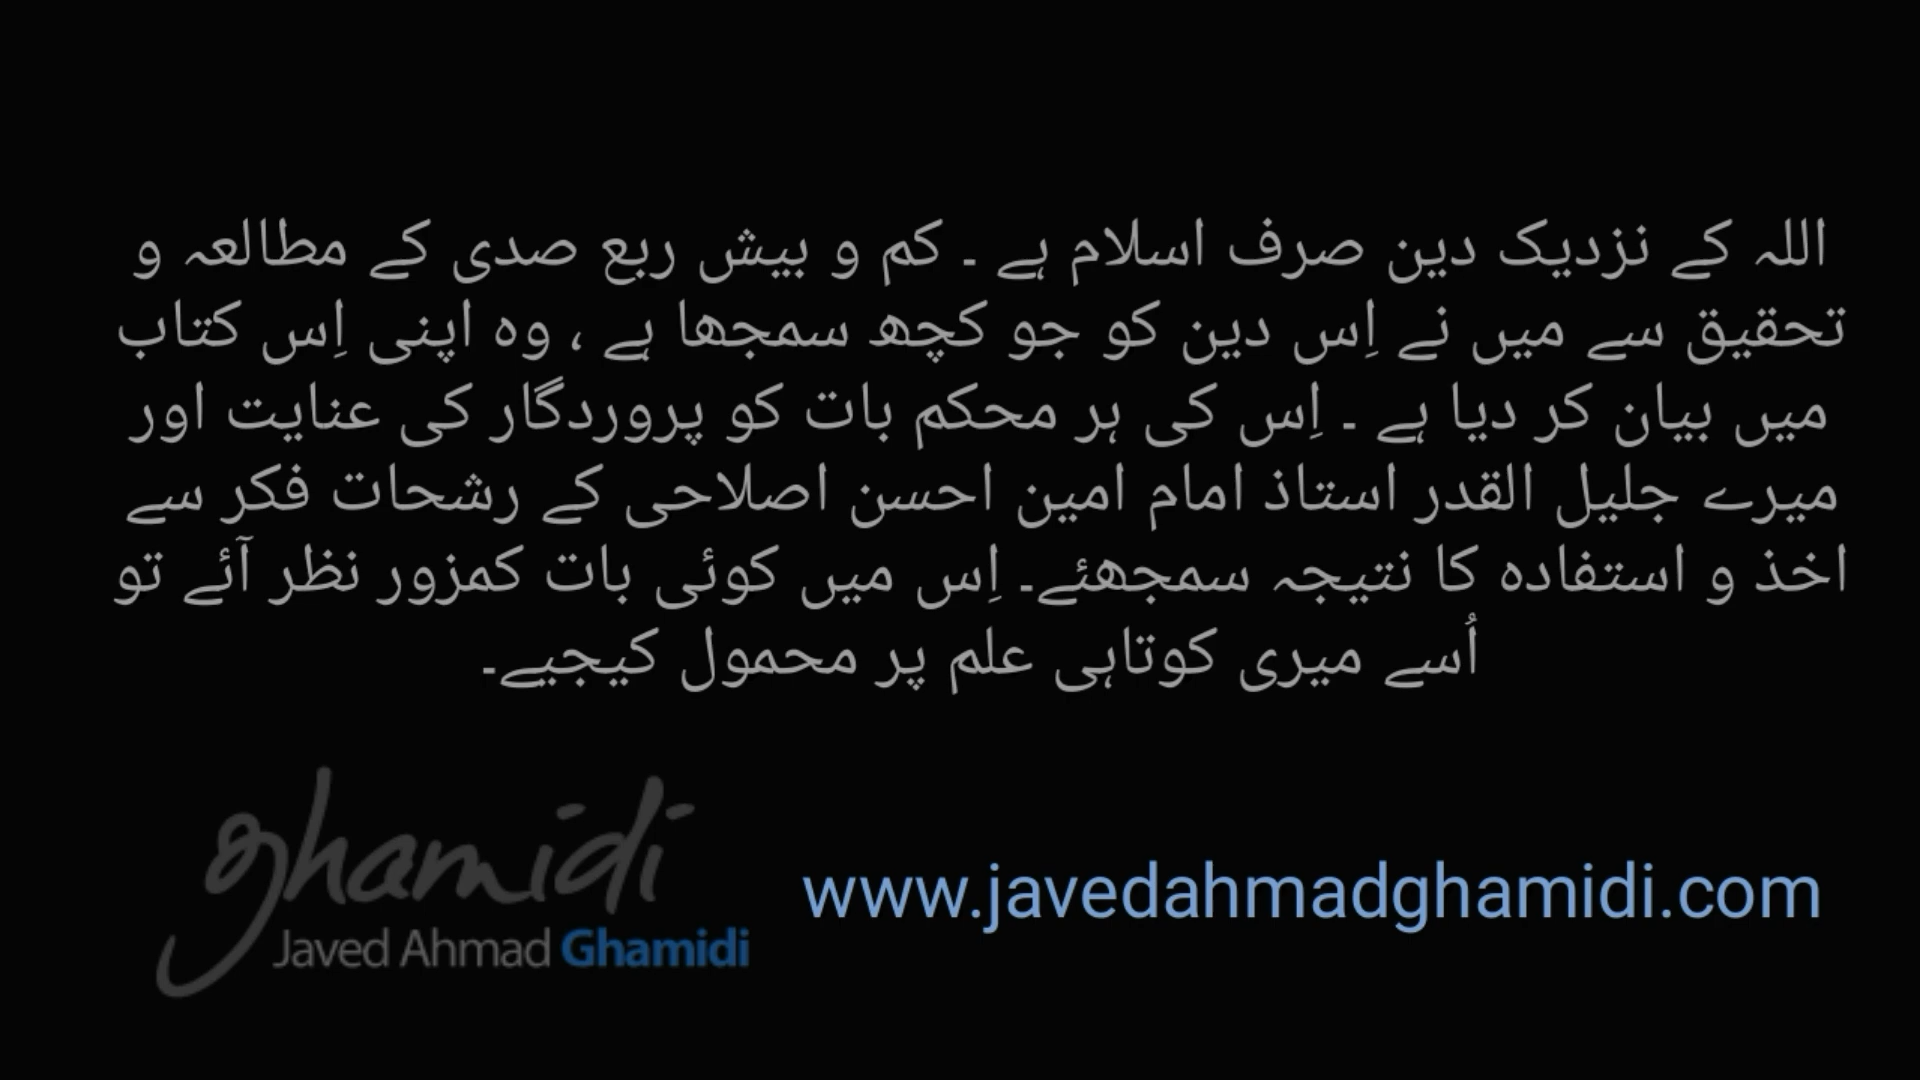 اللہ کے نزدیک دین صرف اسلام ہے ۔ کم و بیش ربع صدی کے مطالعہ و
تحقیق سے میں نے اِس دین کو جو کچھ سمجھا ہے ، وہ اپنی اِس کتاب
میں بیان کر دیا ہے ۔ اِس کی ہر محکم بات کو پروردگار کی عنایت اور
میرے جلیل القدر استاذ امام امین احسن اصلاحی کے رشحات فکر سے
اخذ و استفادہ کا نتیجہ سمجھئے۔ اِس میں کوئی بات کمزور نظر آئے تو
اُسے میری کوتاہی علم پر محمول کیجیے۔
ghamidi
Javed Ahmad Ghamidi
www.javedahmadghamidi.com